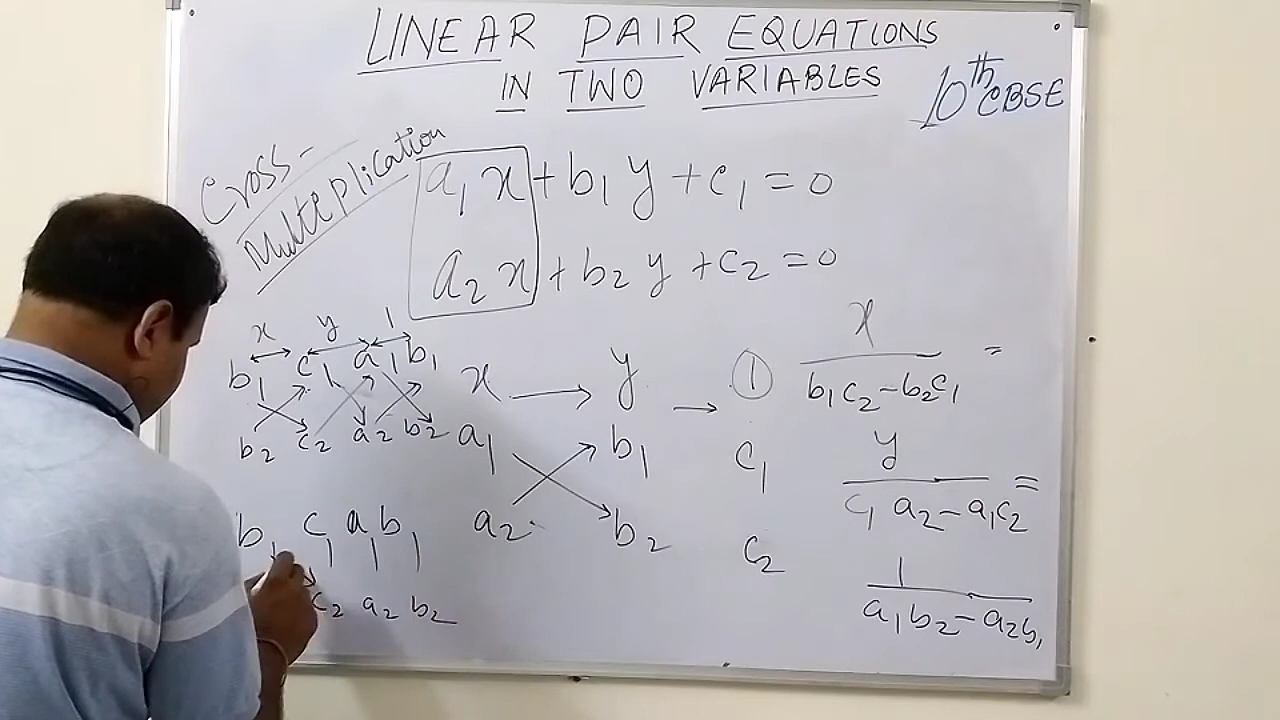 LINEAR PAIR EQUATIONS
IN TWO VARIABLES
10th CBSE
Cross-
Multiplication
a₁x + b₁y + c₁ = 0
a₂x + b₂y + c₂ = 0
x y 1
b₁ c₁ a₁ b₁
b₂ c₂ a₂ b₂
x → y → ①
a₁ b₁ c₁
a₂ b₂ c₂
x
b₁c₂-b₂c₁
=
y
c₁a₂-a₁c₂
=
1
a₁b₂-a₂b₁
b₁ c₁ a₁ b₁
c₂ a₂ b₂